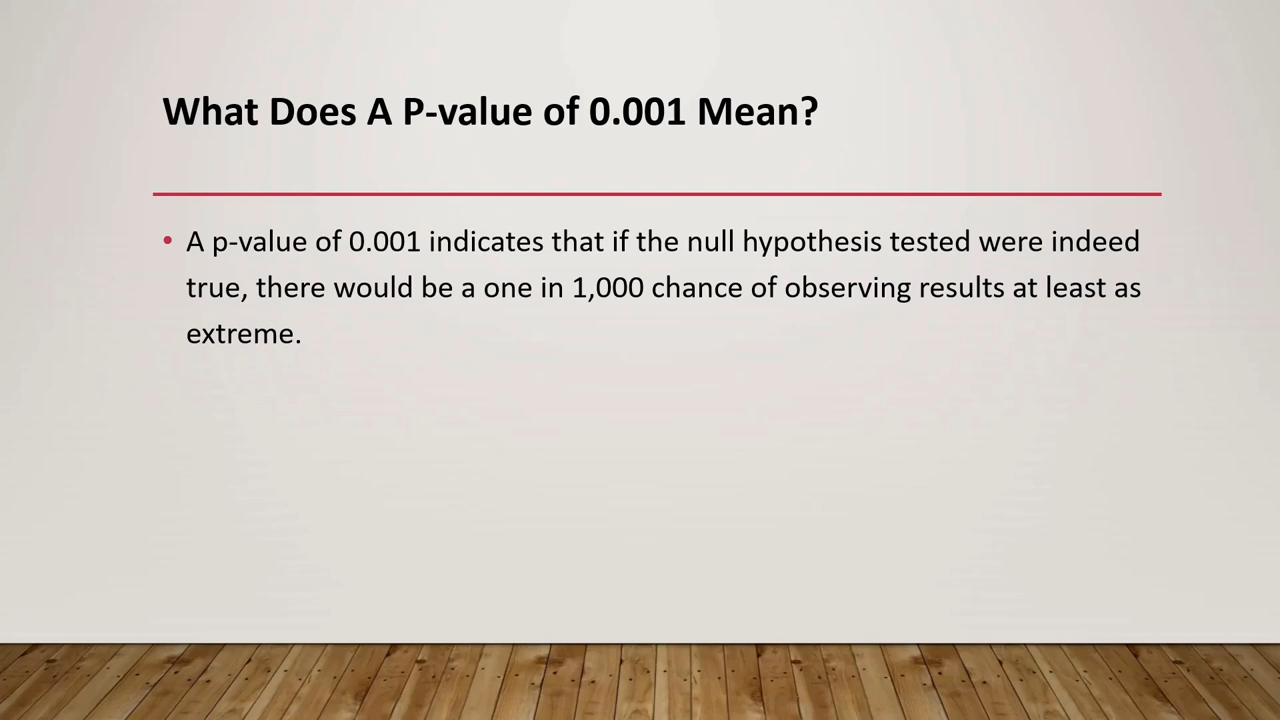 What Does A P-value of 0.001 Mean?
• A p-value of 0.001 indicates that if the null hypothesis tested were indeed
true, there would be a one in 1,000 chance of observing results at least as
extreme.